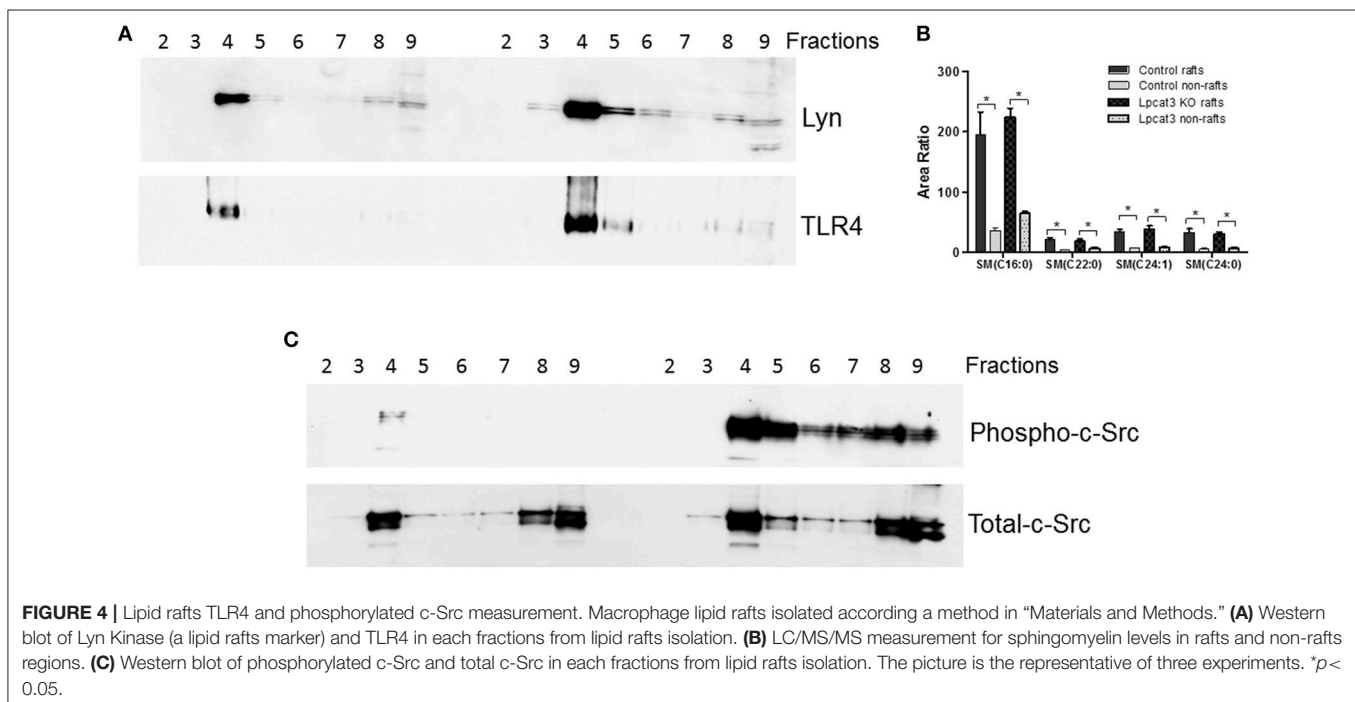 A
2 3 4 5 6 7 8 9 2 3 4 5 6 7 8 9 Fractions
Lyn
TLR4
B
300
200
100
0
Area Ratio
Control rafts
Control non-rafts
Lpcat3 KO rafts
Lpcat3 non-rafts
* * * * * * * *
SM(C16:0) SM(C22:0) SM(C24:1) SM(C24:0)
C
2 3 4 5 6 7 8 9 2 3 4 5 6 7 8 9 Fractions
Phospho-c-Src
Total-c-Src
FIGURE 4 | Lipid rafts TLR4 and phosphorylated c-Src measurement. Macrophage lipid rafts isolated according a method in “Materials and Methods.” (A) Western
blot of Lyn Kinase (a lipid rafts marker) and TLR4 in each fractions from lipid rafts isolation. (B) LC/MS/MS measurement for sphingomyelin levels in rafts and non-rafts
regions. (C) Western blot of phosphorylated c-Src and total c-Src in each fractions from lipid rafts isolation. The picture is the representative of three experiments. *p<
0.05.